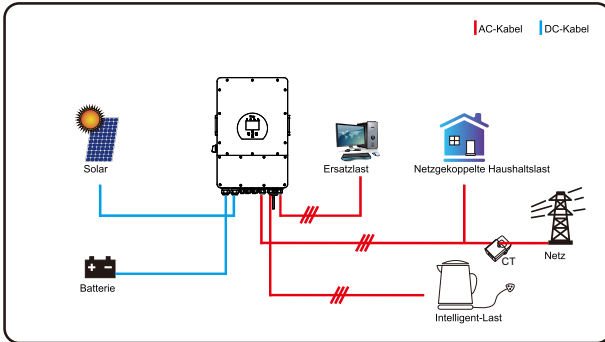 AC-Kabel
DC-Kabel
Solar
Ersatzlast
Netzgekoppelte Haushaltslast
CT
Netz
Batterie
Intelligent-Last